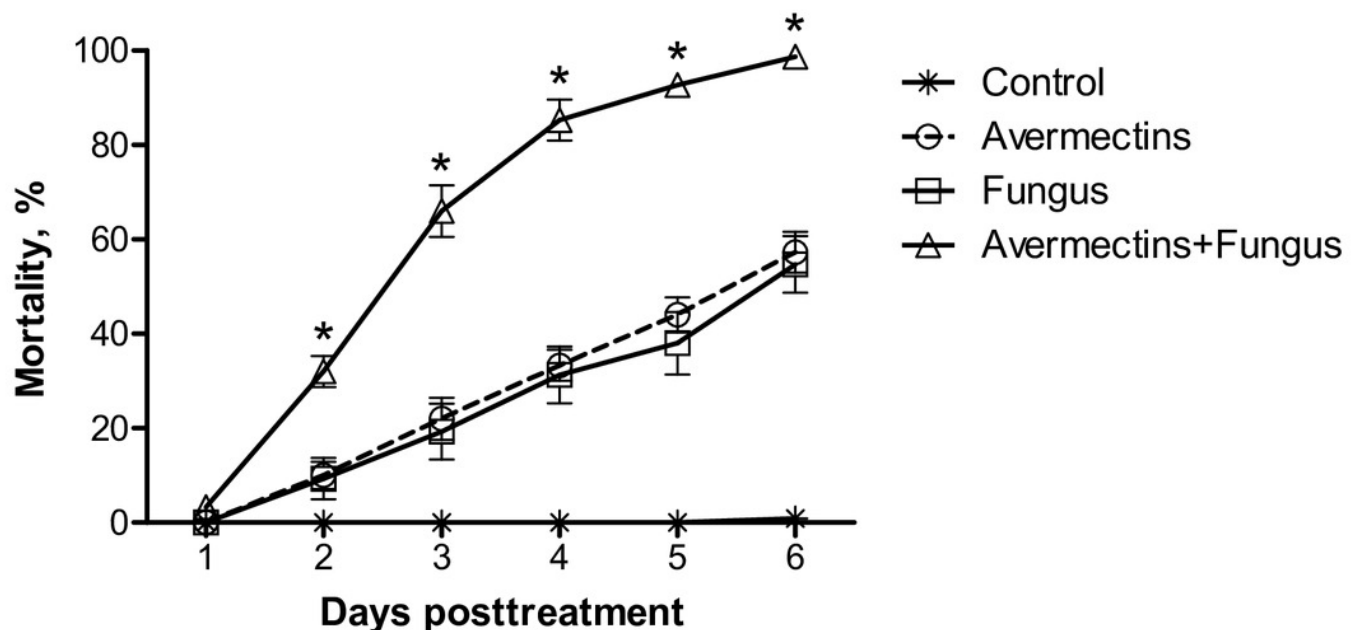 Mortality, %
100
80
60
40
20
0
* * * * *
1 2 3 4 5 6
Days posttreatment
Control
Avermectins
Fungus
Avermectins+Fungus